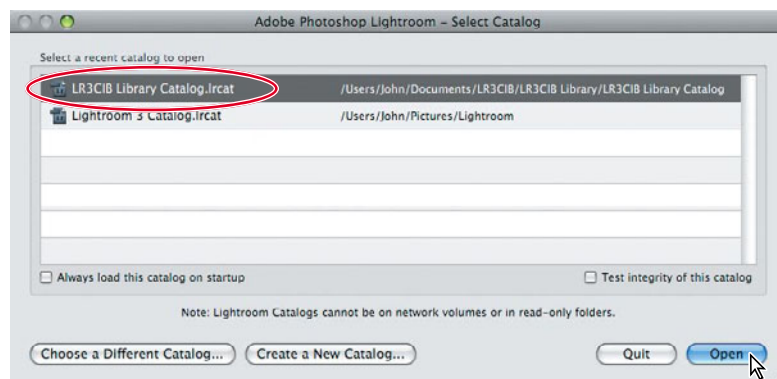 Adobe Photoshop Lightroom – Select Catalog
Select a recent catalog to open
LR3CIB Library Catalog.lrcat /Users/John/Documents/LR3CIB/LR3CIB Library/LR3CIB Library Catalog
Lightroom 3 Catalog.lrcat /Users/John/Pictures/Lightroom
Always load this catalog on startup Test integrity of this catalog
Note: Lightroom Catalogs cannot be on network volumes or in read-only folders.
Choose a Different Catalog... Create a New Catalog... Quit Open